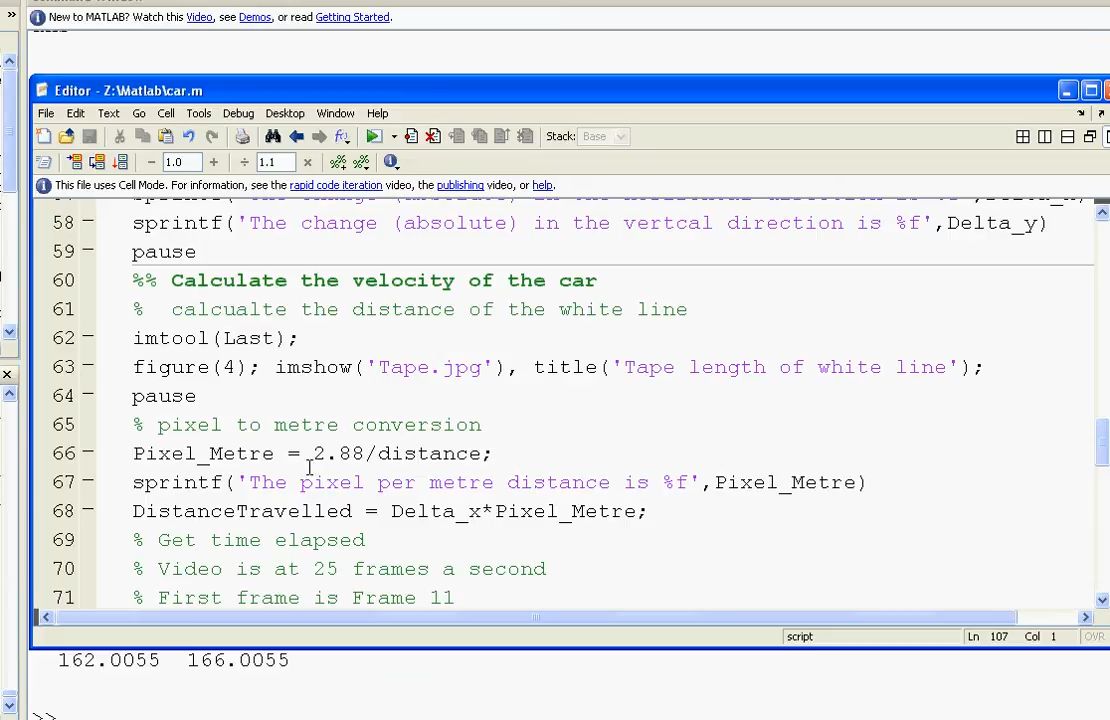 New to MATLAB? Watch this Video, see Demos, or read Getting Started.
Editor - Z:\Matlab\car.m
File Edit Text Go Cell Tools Debug Desktop Window Help
Stack: Base
1.0 1.1
This file uses Cell Mode. For information, see the rapid code iteration video, the publishing video, or help.
58 sprintf('The change (absolute) in the vertcal direction is %f',Delta_y)
59 pause
60 %% Calculate the velocity of the car
61 % calcualte the distance of the white line
62 imtool(Last);
63 figure(4); imshow('Tape.jpg'), title('Tape length of white line');
64 pause
65 % pixel to metre conversion
66 Pixel_Metre = 2.88/distance;
67 sprintf('The pixel per metre distance is %f',Pixel_Metre)
68 DistanceTravelled = Delta_x*Pixel_Metre;
69 % Get time elapsed
70 % Video is at 25 frames a second
71 % First frame is Frame 11
script Ln 107 Col 1 OVR
162.0055 166.0055
>>